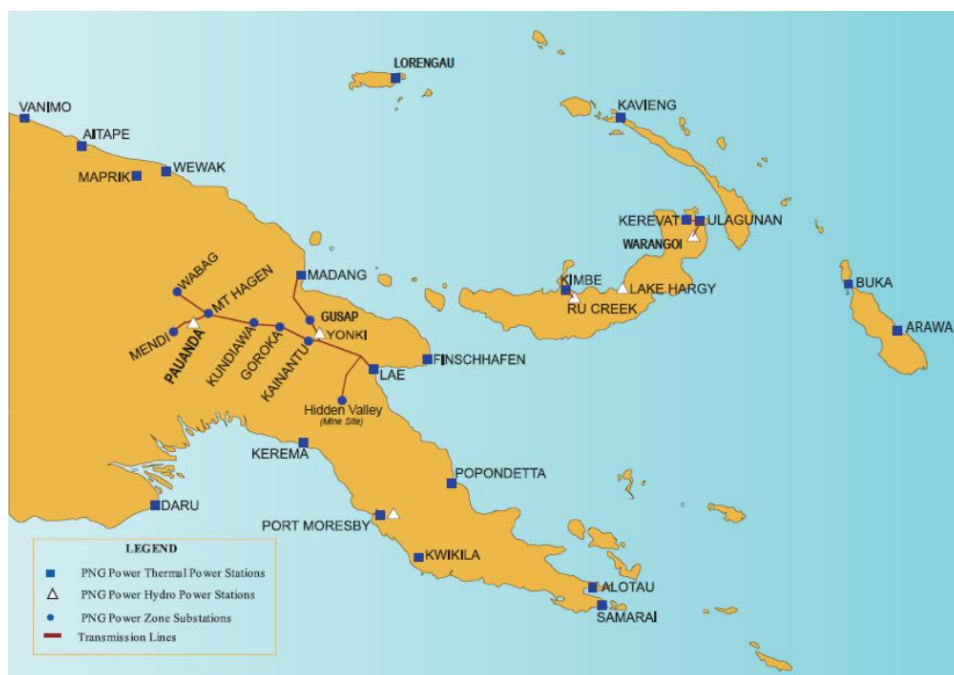 LORENGAU
VANIMO
KAVIENG
AITAPE
MAPRIK
WEWAK
KEREVAT
ULAGUNAN
WARANGOI
WABAG
MT HAGEN
MADANG
KIMBE
LAKE HARGY
BUKA
RU CREEK
GUSAP
YONKI
MENDI
PAUANDA
KUNDIAWA
GOROKA
KAINANTU
ARAWA
FINSCHHAFEN
LAE
Hidden Valley
(Mine Site)
KEREMA
POPONDETTA
DARU
PORT MORESBY
KWIKILA
ALOTAU
SAMARAI
LEGEND
PNG Power Thermal Power Stations
PNG Power Hydro Power Stations
PNG Power Zone Substations
Transmission Lines